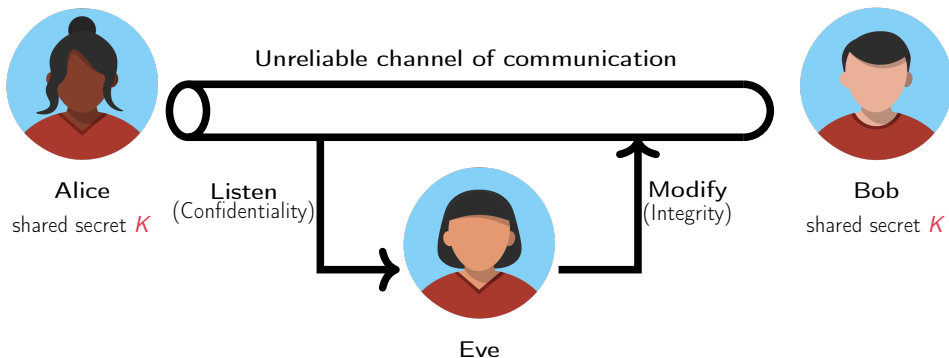 Unreliable channel of communication
Alice
shared secret K
Listen
(Confidentiality)
Modify
(Integrity)
Bob
shared secret K
Eve